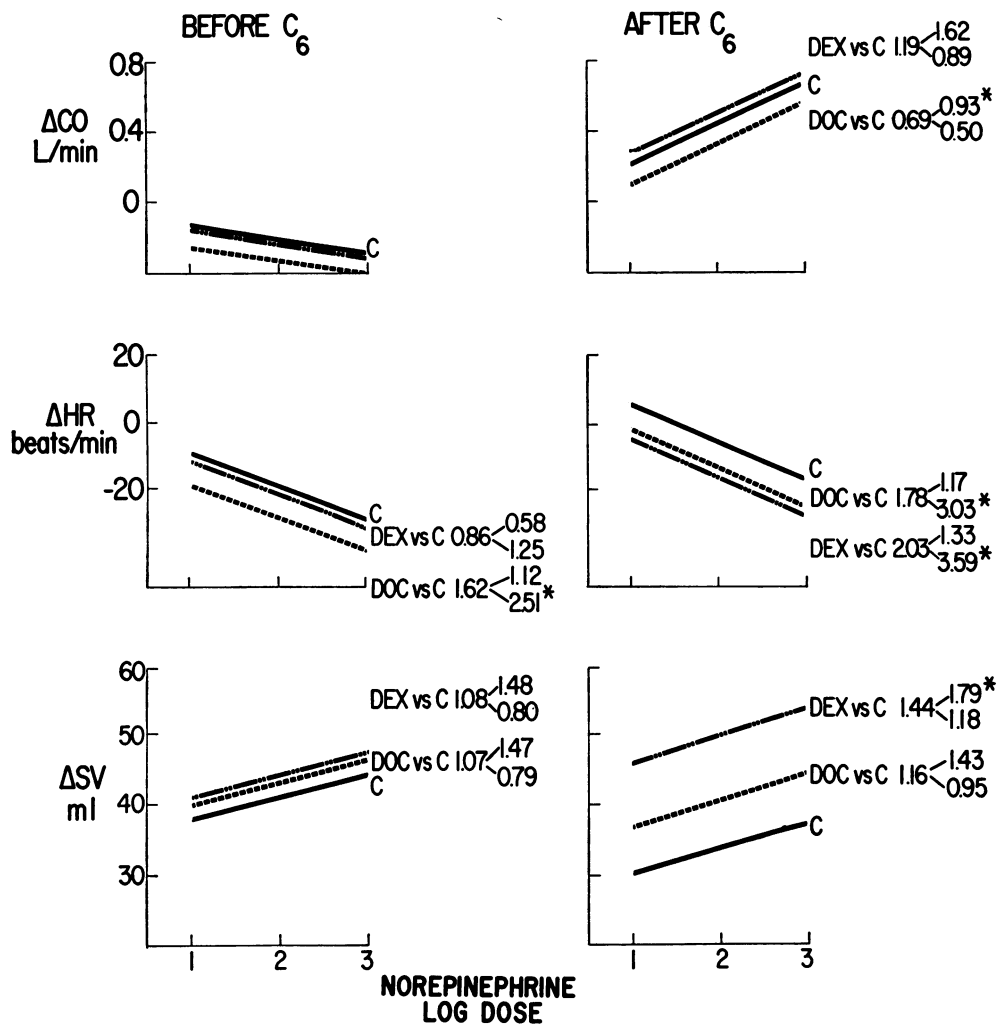 BEFORE C6
AFTER C6
ΔCO
L/min
0.8
0.4
0
C
DEX vs C 1.19 1.62
0.89
C
DOC vs C 0.69 0.93*
0.50
ΔHR
beats/min
20
0
-20
C
DEX vs C 0.86 0.58
1.25
DOC vs C 1.62 1.12
2.51*
C
DOC vs C 1.78 1.17
3.03*
DEX vs C 2.03 1.33
3.59*
ΔSV
ml
60
50
40
30
DEX vs C 1.08 1.48
0.80
DOC vs C 1.07 1.47
0.79
C
DEX vs C 1.44 1.79*
1.18
DOC vs C 1.16 1.43
0.95
C
1 2 3
1 2 3
NOREPINEPHRINE
LOG DOSE